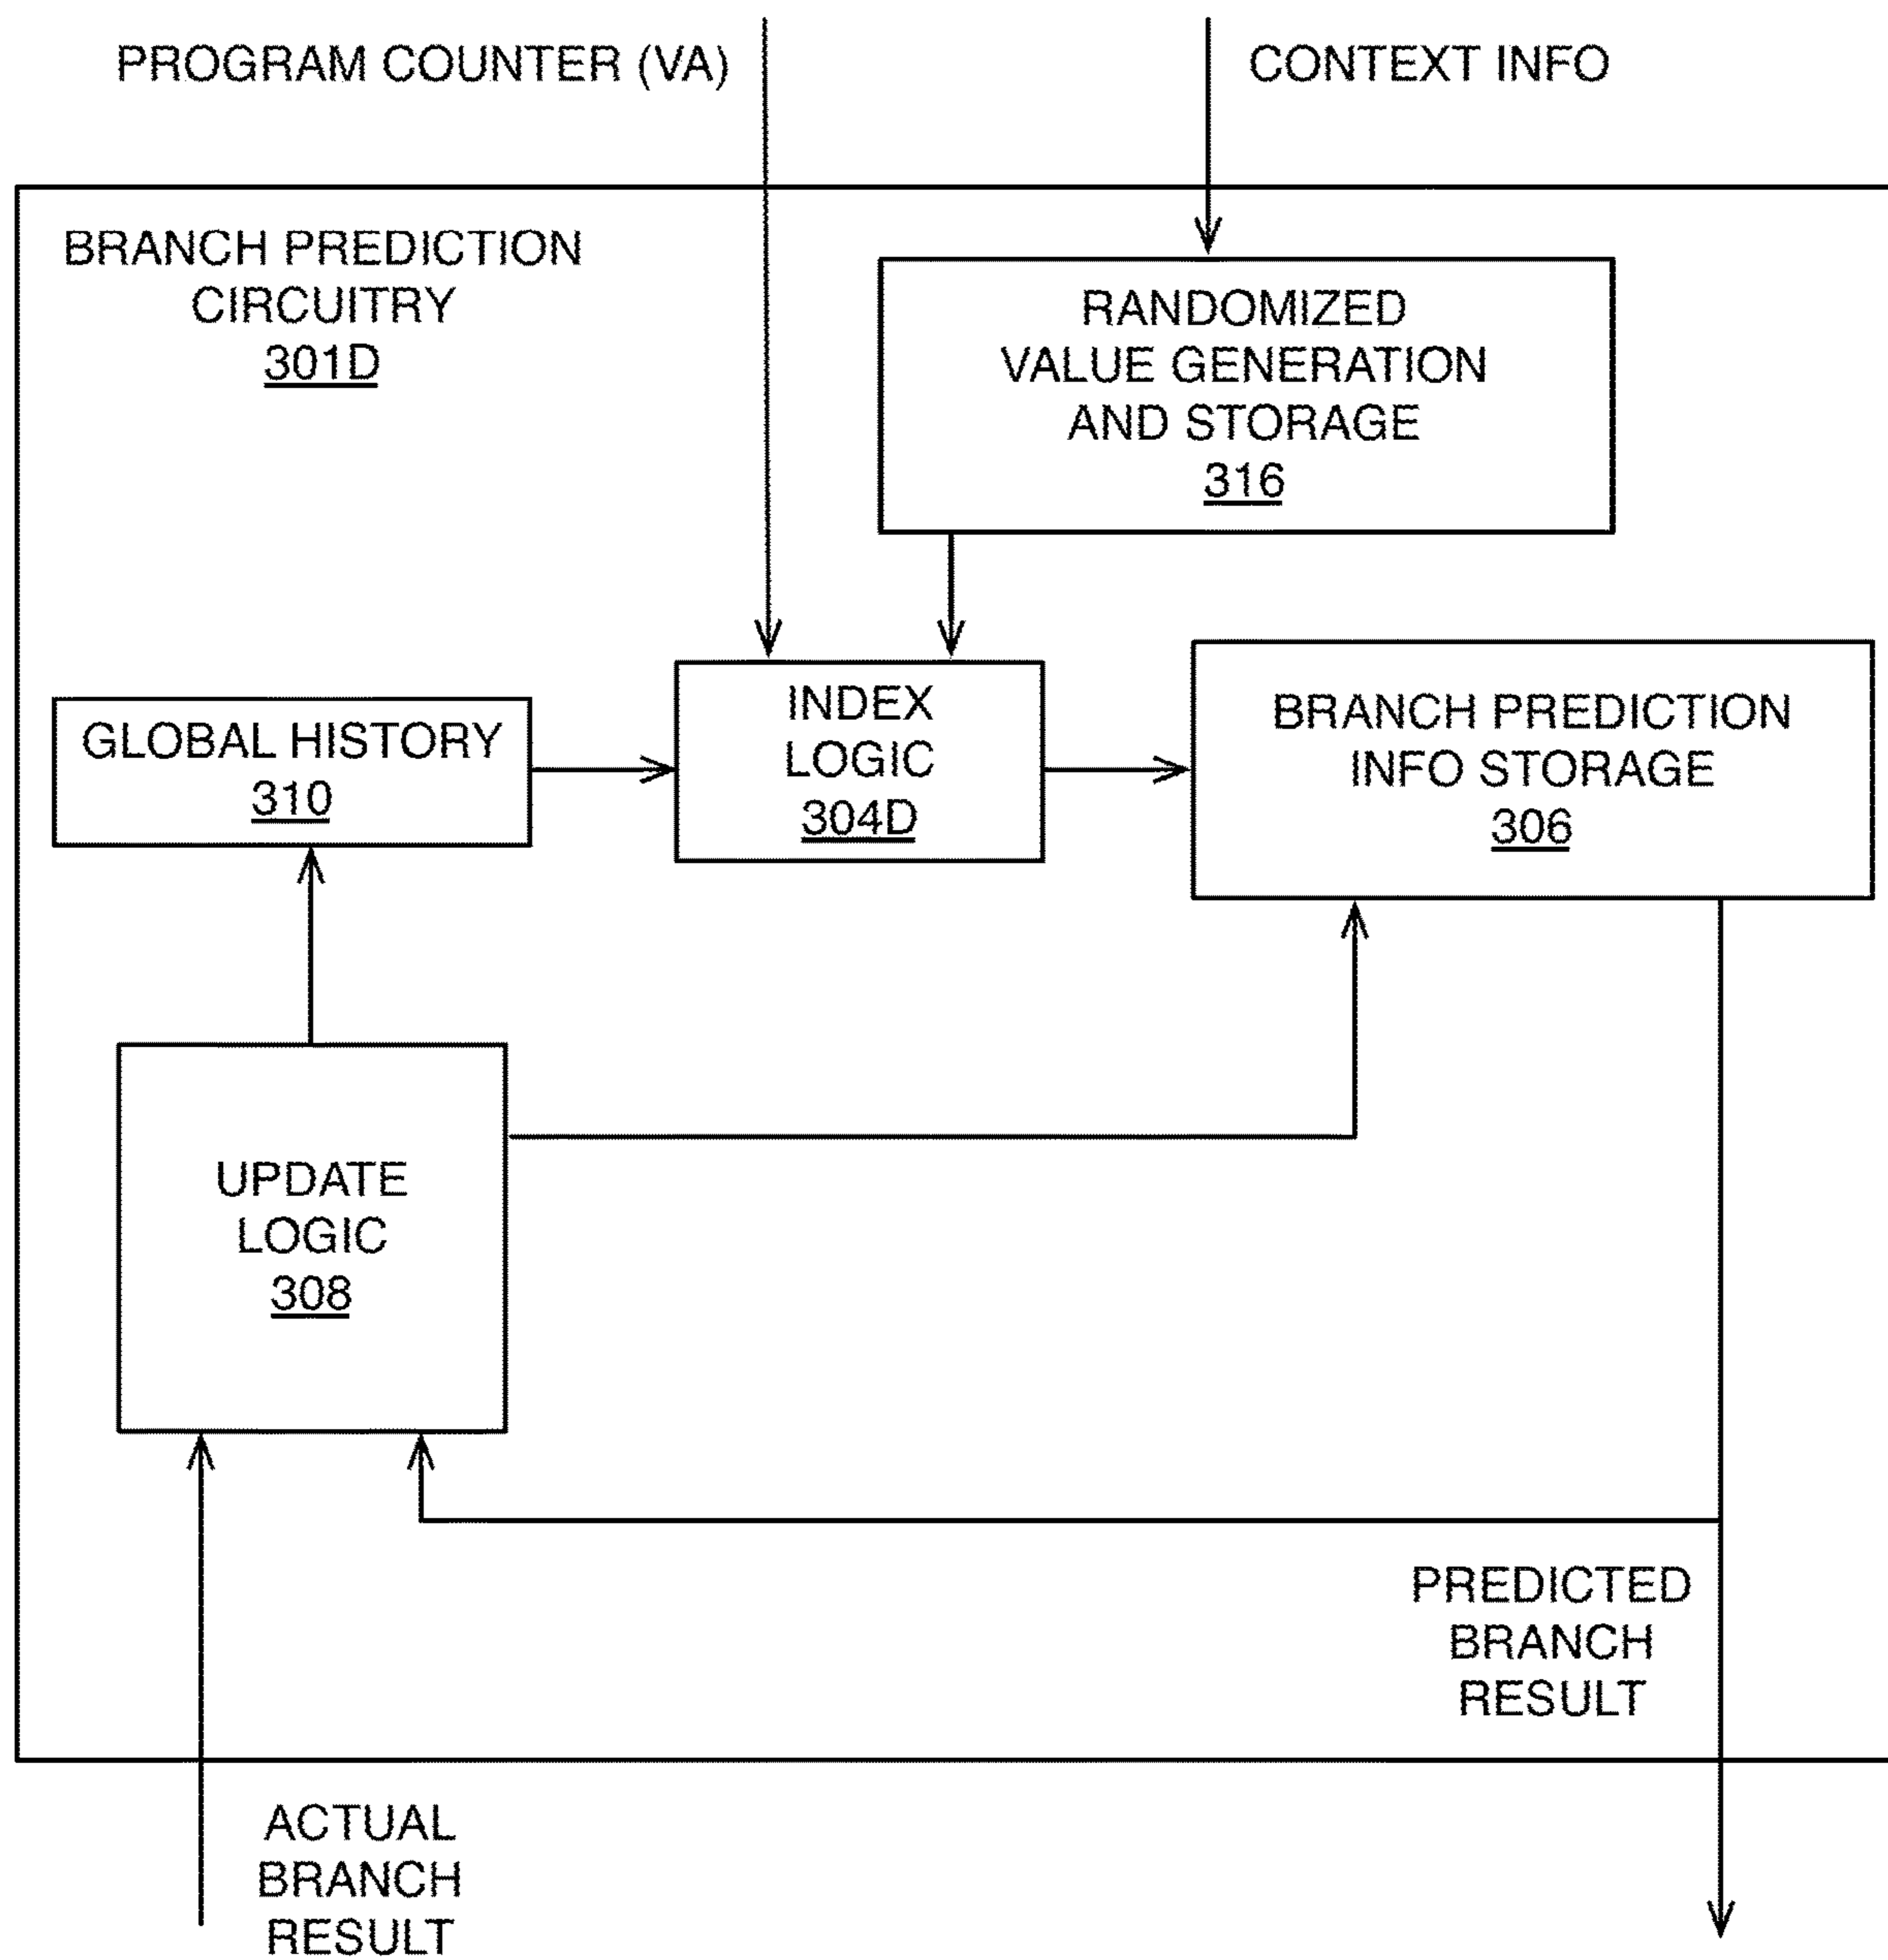 PROGRAM COUNTER (VA)
CONTEXT INFO
BRANCH PREDICTION
CIRCUITRY
301D
RANDOMIZED
VALUE GENERATION
AND STORAGE
316
GLOBAL HISTORY
310
INDEX
LOGIC
304D
BRANCH PREDICTION
INFO STORAGE
306
UPDATE
LOGIC
308
PREDICTED
BRANCH
RESULT
ACTUAL
BRANCH
RESULT